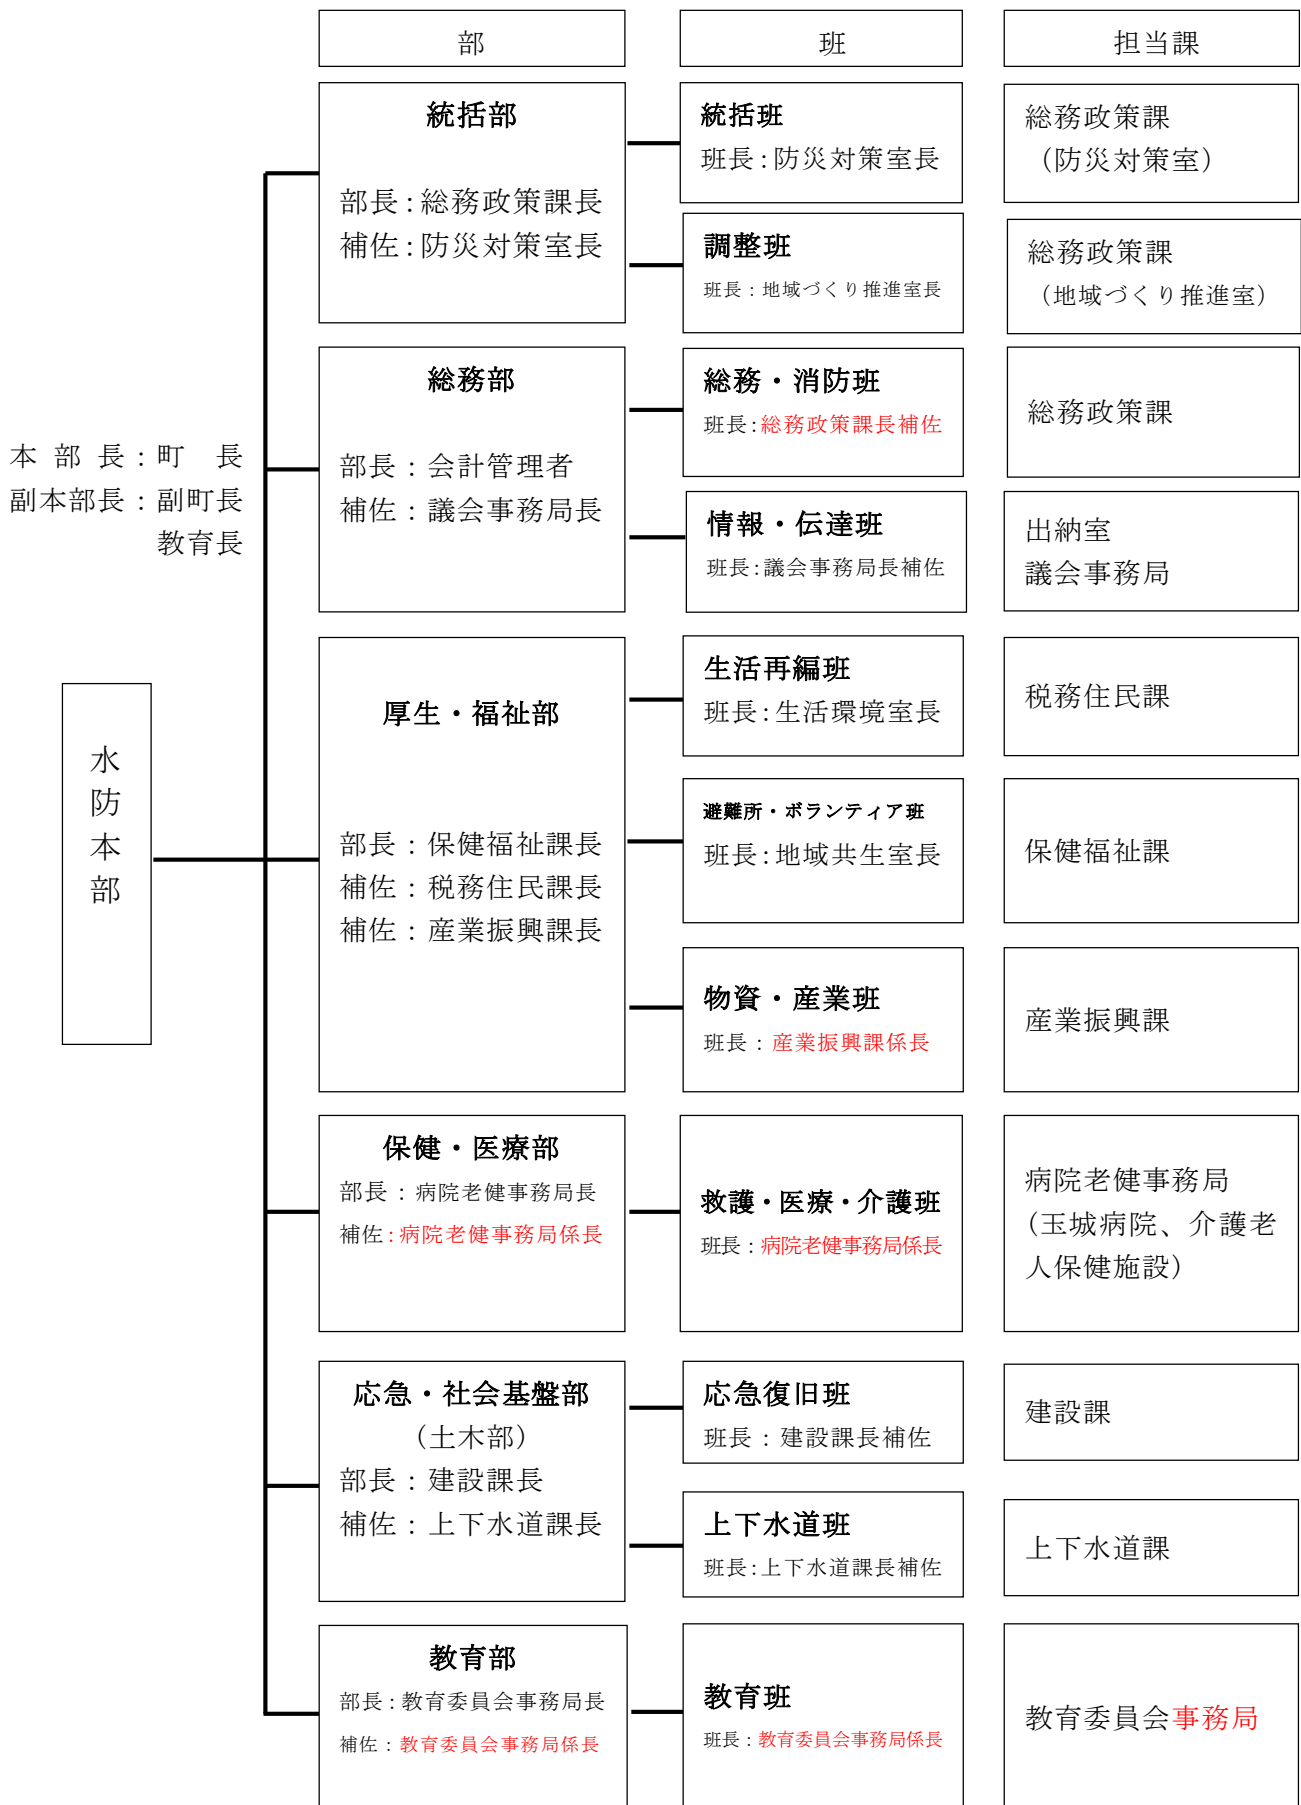 部
班
担当課
本部長：町　長
副本部長：副町長
教育長
水
防
本
部
統括部
部長：総務政策課長
補佐：防災対策室長
統括班
班長：防災対策室長
総務政策課
（防災対策室）
調整班
班長：地域づくり推進室長
総務政策課
（地域づくり推進室）
総務部
部長：会計管理者
補佐：議会事務局長
総務・消防班
班長：総務政策課長補佐
総務政策課
情報・伝達班
班長：議会事務局長補佐
出納室
議会事務局
厚生・福祉部
部長：保健福祉課長
補佐：税務住民課長
補佐：産業振興課長
生活再編班
班長：生活環境室長
税務住民課
避難所・ボランティア班
班長：地域共生室長
保健福祉課
物資・産業班
班長：産業振興課係長
産業振興課
保健・医療部
部長：病院老健事務局長
補佐：病院老健事務局係長
救護・医療・介護班
班長：病院老健事務局係長
病院老健事務局
（玉城病院、介護老
人保健施設）
応急・社会基盤部
（土木部）
部長：建設課長
補佐：上下水道課長
応急復旧班
班長：建設課長補佐
建設課
上下水道班
班長：上下水道課長補佐
上下水道課
教育部
部長：教育委員会事務局長
補佐：教育委員会事務局係長
教育班
班長：教育委員会事務局係長
教育委員会事務局